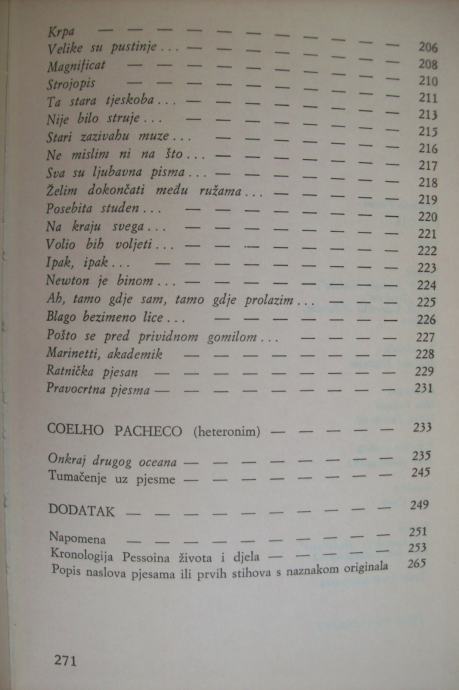 Krpa — — — — — — — — — — 206
Velike su pustinje ... — — — — — — — 208
Magnificat — — — — — — — — — 210
Strojopis — — — — — — — — — 211
Ta stara tjeskoba ... — — — — — — — 213
Nije bilo struje ... — — — — — — — 215
Stari zazivahu muze ... — — — — — — 216
Ne mislim ni na što ... — — — — — — 217
Sva su ljubavna pisma ... — — — — — — 218
Želim dokončati među ružama ... — — — — 219
Posebita studen ... — — — — — — — 220
Na kraju svega ... — — — — — — — 221
Volio bih voljeti ... — — — — — — — 222
Ipak, ipak ... — — — — — — — — 223
Newton je binom ... — — — — — — — 224
Ah, tamo gdje sam, tamo gdje prolazim ... — — — 225
Blago bezimeno lice ... — — — — — — 226
Pošto se pred prividnom gomilom ... — — — — 227
Marinetti, akademik — — — — — — — 228
Ratnička pjesan — — — — — — — — 229
Pravocrtna pjesma — — — — — — — — 231
COELHO PACHECO (heteronim) — — — — — 233
Onkraj drugog oceana — — — — — — — 235
Tumačenje uz pjesme — — — — — — — 245
DODATAK — — — — — — — — — 249
Napomena — — — — — — — — — 251
Kronologija Pessoina života i djela — — — — — 253
Popis naslova pjesama ili prvih stihova s naznakom originala 265
271